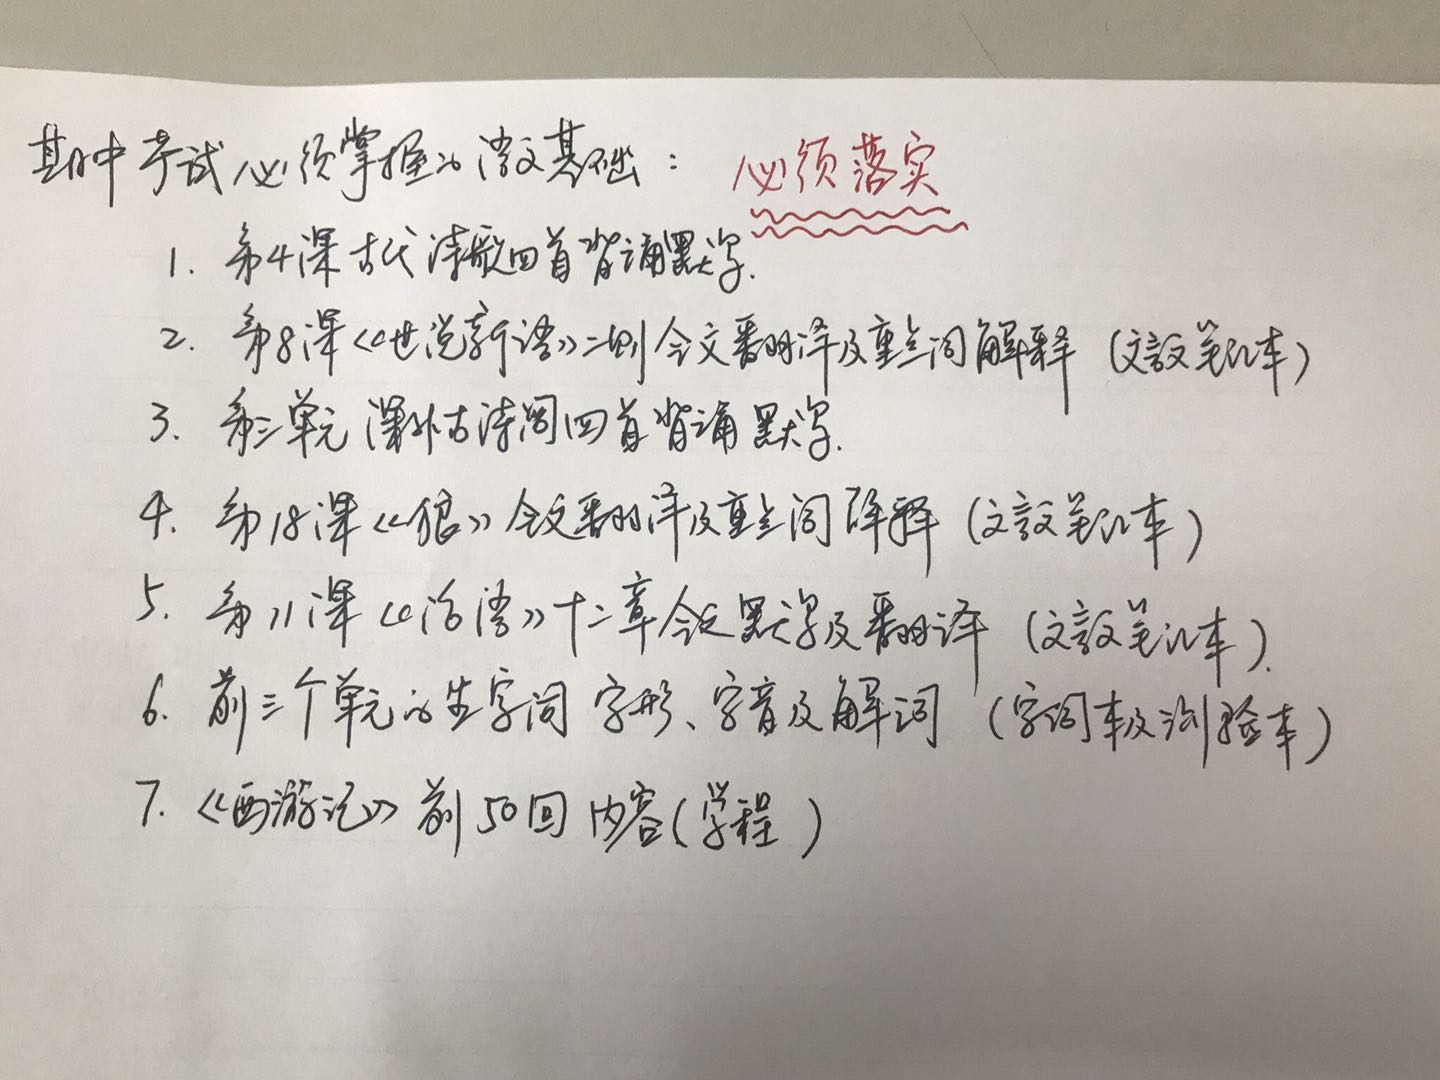 期中考试必须掌握的语文基础: 必须落实
1. 第4课古代诗歌四首背诵默写.
2. 第8课《世说新语》二则全文翻译及重点词解释(文言文笔记本)
3. 第三单元课外古诗词四首背诵默写.
4. 第18课《狼》全文翻译及重点词解释(文言文笔记本)
5. 第11课《论语》十二章全文默写及翻译(文言文笔记本).
6. 前三个单元的生字词字形、字音及解词(字词本及测验本)
7. 《西游记》前50回内容(学程)